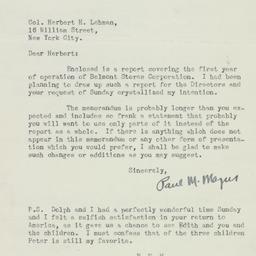 Col. Herbert H. Lehman,
16 William Street,
New York City.
Dear Herbert:
Enclosed is a report covering the first year
of operation of Belmont Stores Corporation. I had been
planning to draw up such a report for the Directors and
your request of Sunday crystallized my intention.
The memorandum is probably longer than you ex-
pected and includes so frank a statement that probably
you will want to use only parts of it instead of the
report as a whole. If there is anything which does not
appear in this memorandum or any other form of presenta-
tion which you would prefer, I shall be glad to make
such changes or additions as you may suggest.
Sincerely,
Paul M. Mazur
P.S. Dolph and I had a perfectly wonderful time Sunday
and I felt a selfish satisfaction in your return to
America, as it gave us a chance to see Edith and you and
the children. I must confess that of the three children
Peter is still my favorite.